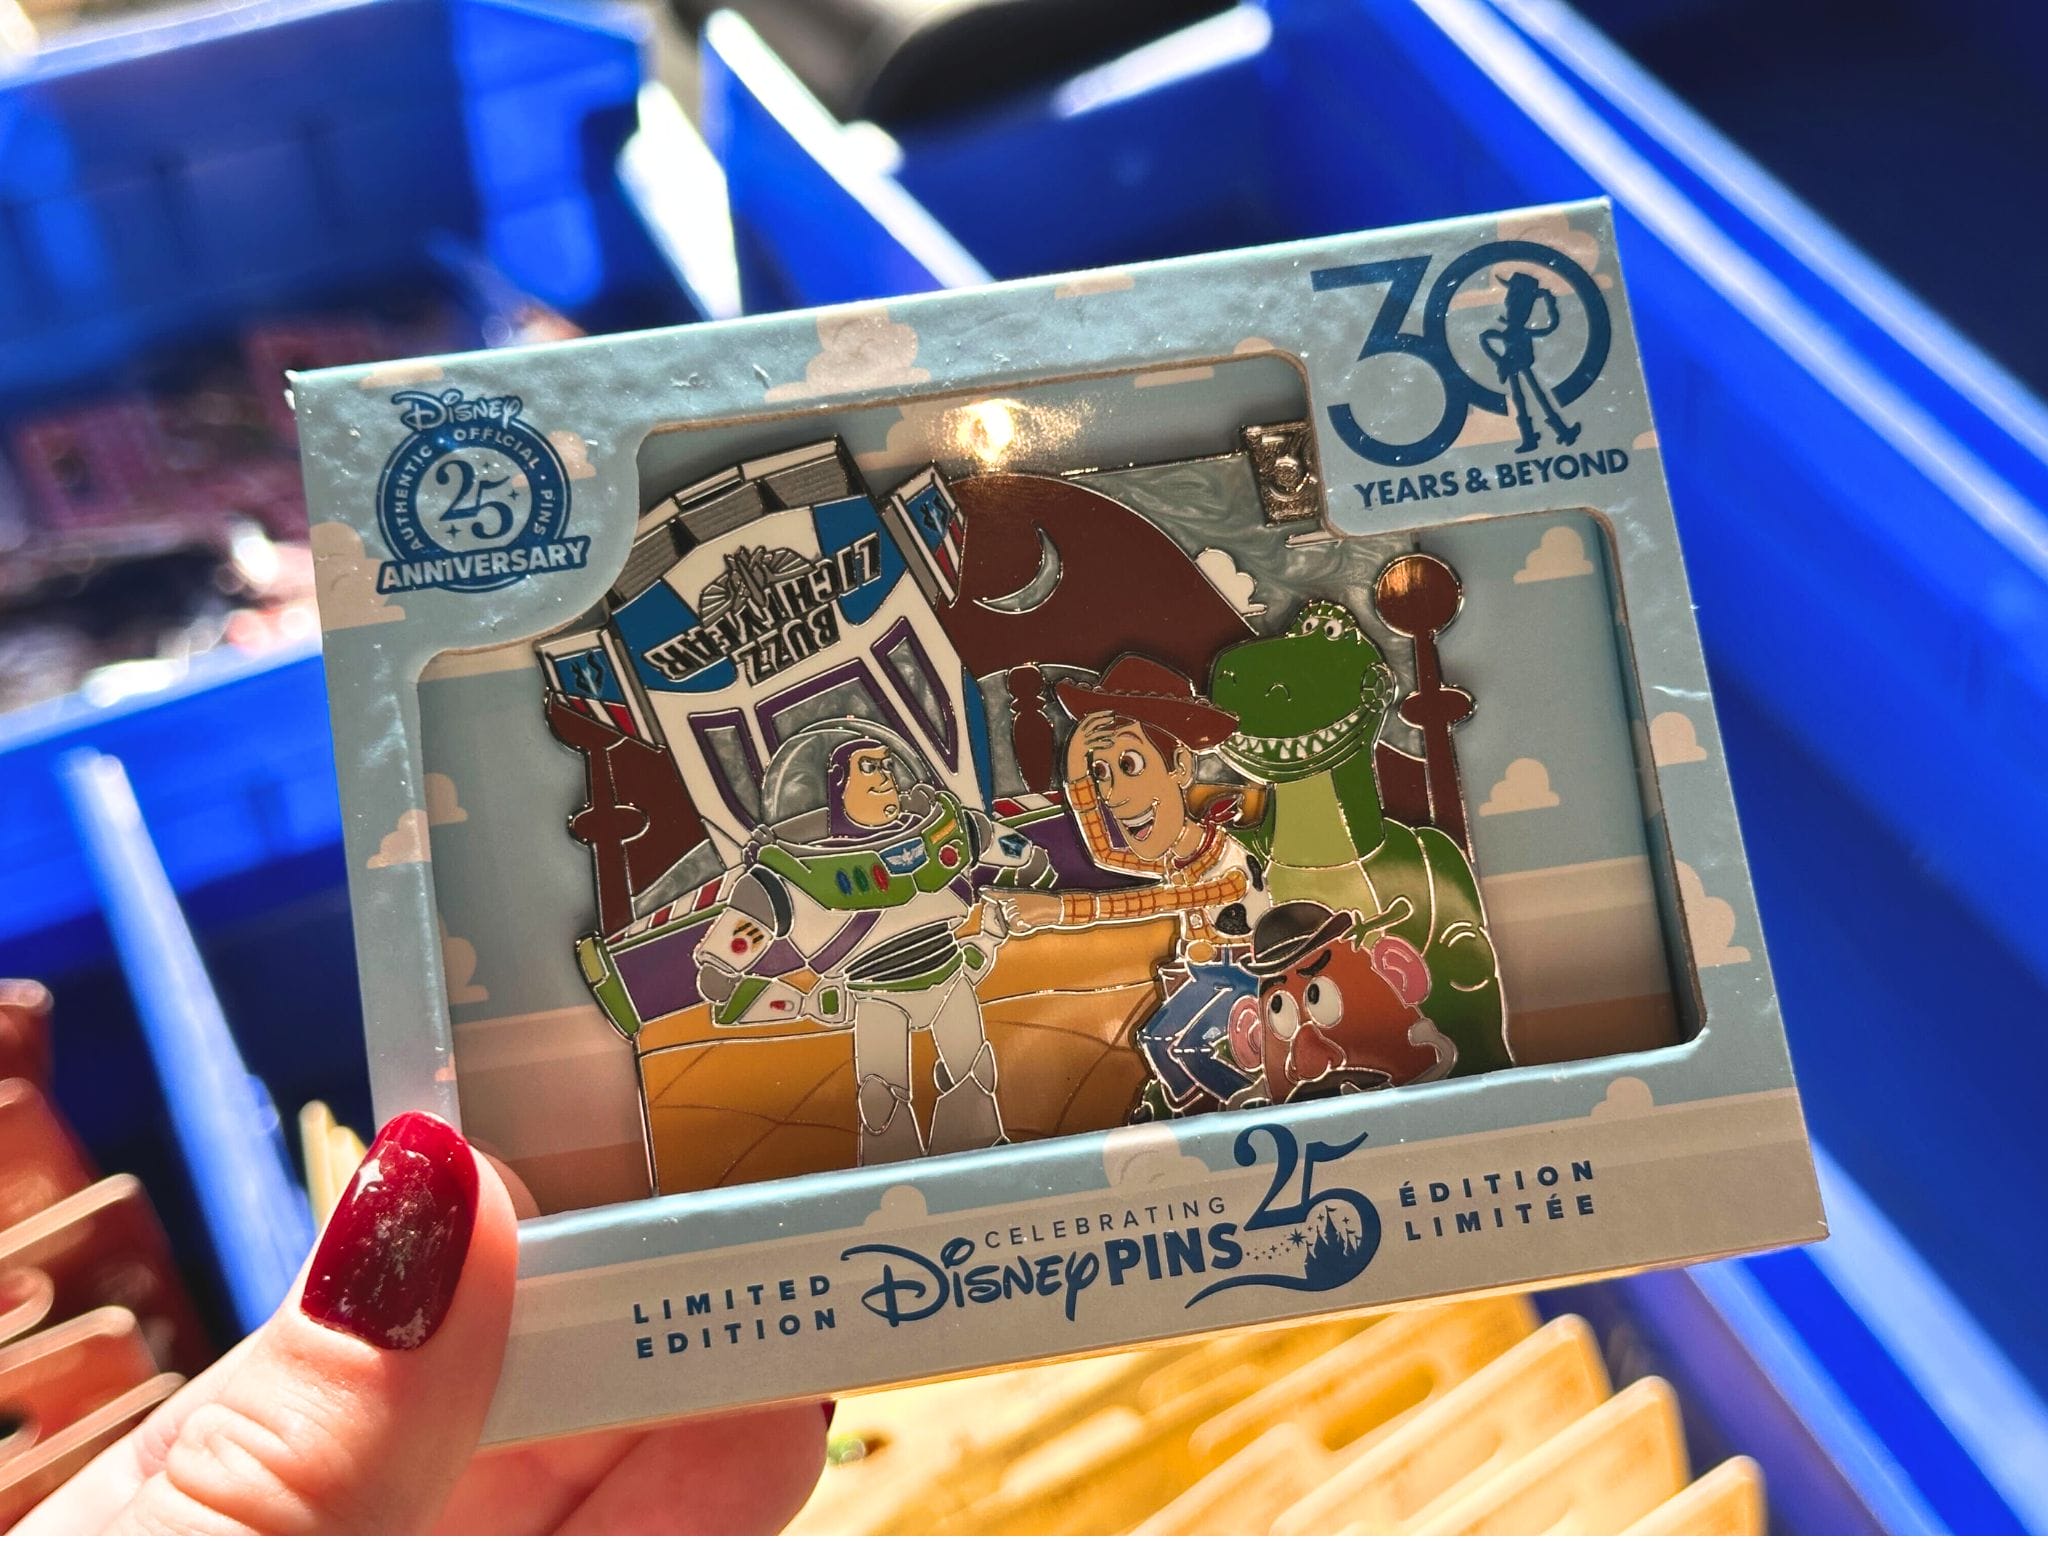 Disney
AUTHENTIC OFFICIAL · PINS
25
ANNIVERSARY
30
YEARS & BEYOND
BUZZ
LIGHTYEAR
LIMITED
EDITION
CELEBRATING
Disney PINS 25
ÉDITION
LIMITÉE